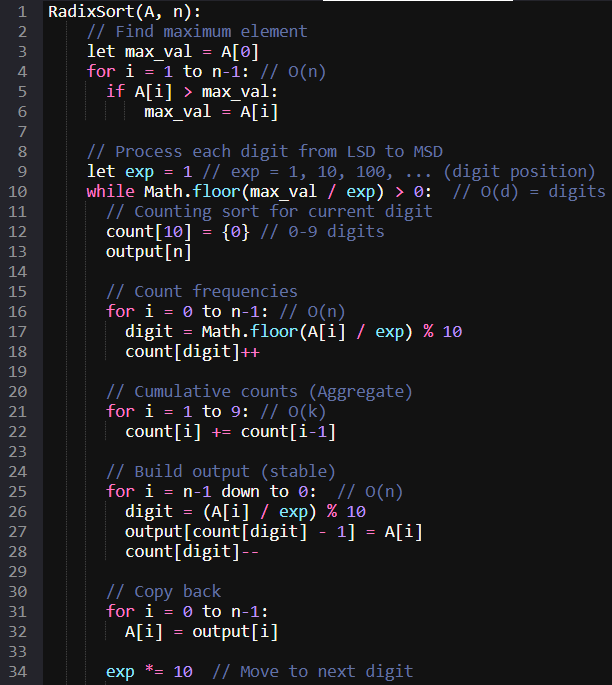 1 RadixSort(A, n):
2 // Find maximum element
3 let max_val = A[0]
4 for i = 1 to n-1: // O(n)
5 if A[i] > max_val:
6 max_val = A[i]
7
8 // Process each digit from LSD to MSD
9 let exp = 1 // exp = 1, 10, 100, ... (digit position)
10 while Math.floor(max_val / exp) > 0:  // O(d) = digits
11 // Counting sort for current digit
12 count[10] = {0} // 0-9 digits
13 output[n]
14
15 // Count frequencies
16 for i = 0 to n-1: // O(n)
17 digit = Math.floor(A[i] / exp) % 10
18 count[digit]++
19
20 // Cumulative counts (Aggregate)
21 for i = 1 to 9: // O(k)
22 count[i] += count[i-1]
23
24 // Build output (stable)
25 for i = n-1 down to 0:  // O(n)
26 digit = (A[i] / exp) % 10
27 output[count[digit] - 1] = A[i]
28 count[digit]--
29
30 // Copy back
31 for i = 0 to n-1:
32 A[i] = output[i]
33
34 exp *= 10  // Move to next digit